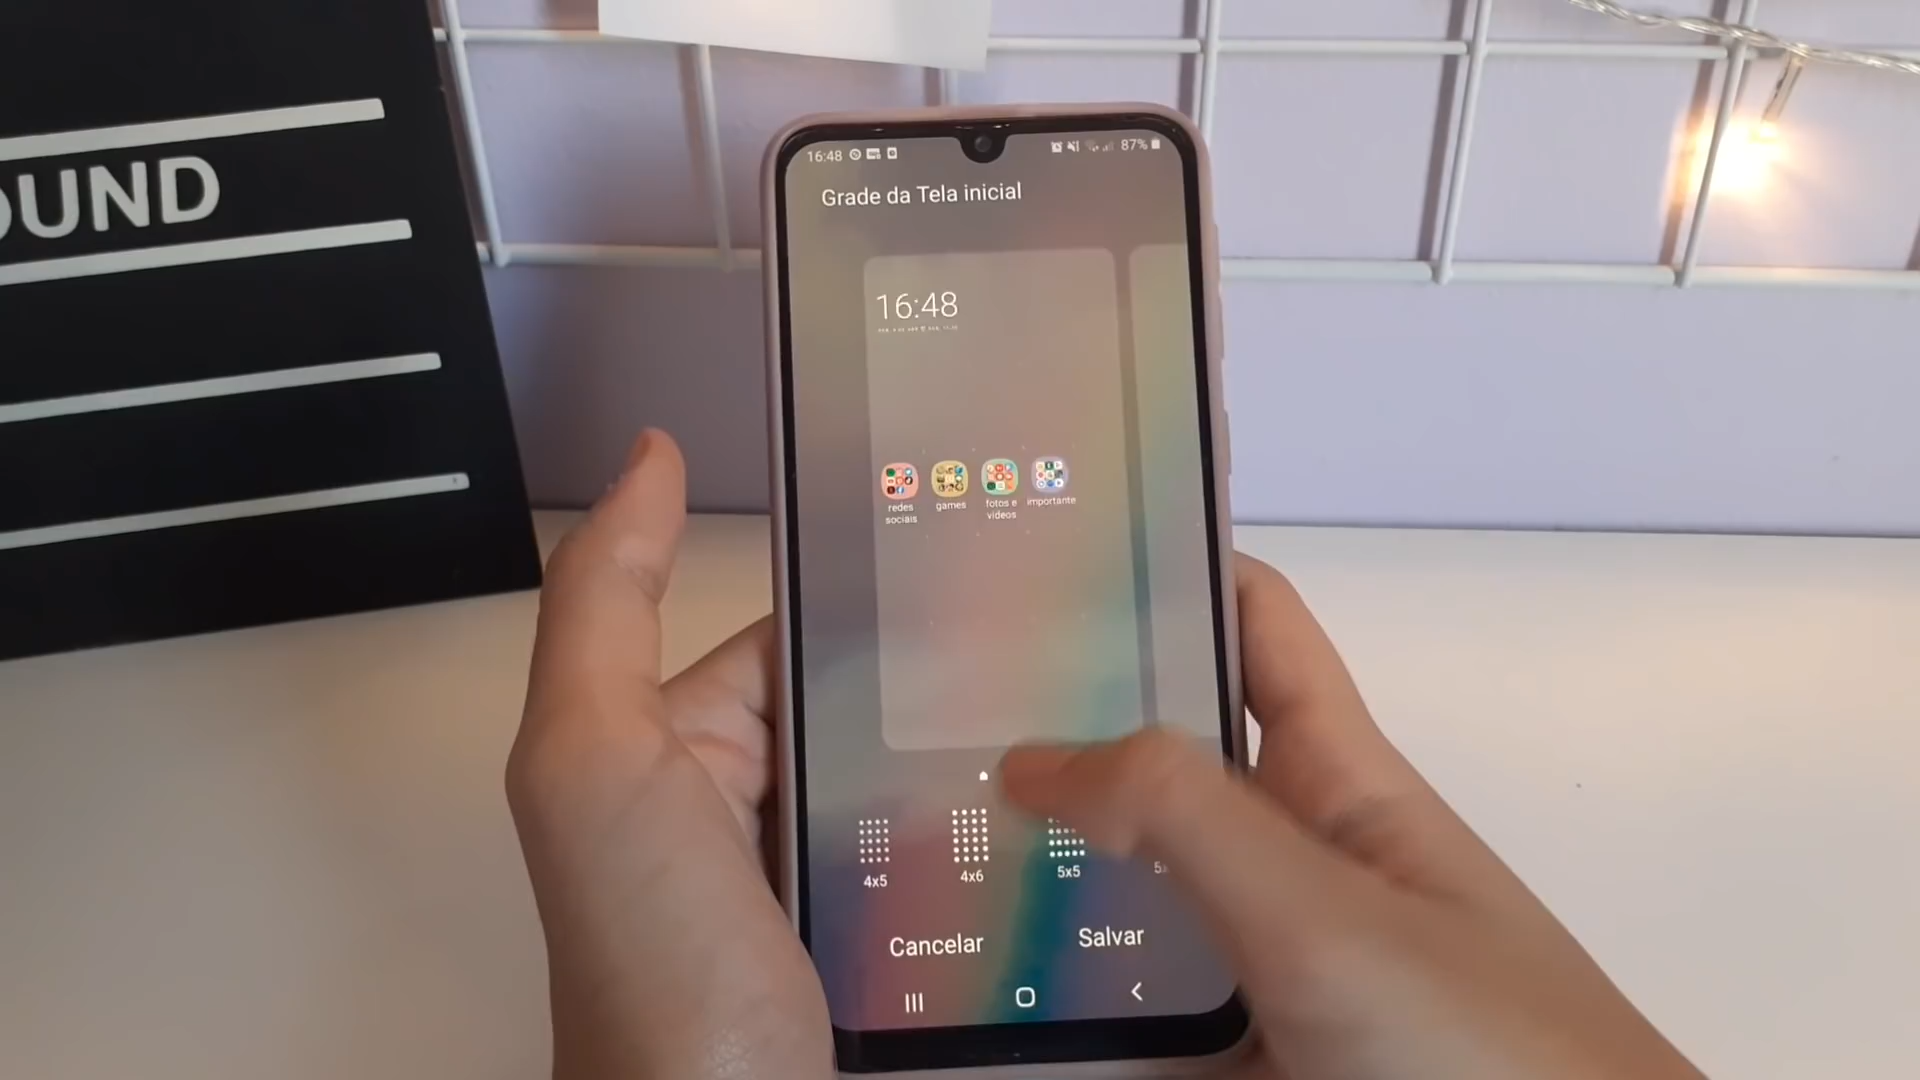 OUND
16:48
87%
Grade da Tela inicial
16:48
redes
sociais
games
fotos e
vídeos
importante
4x5
4x6
5x5
Cancelar
Salvar